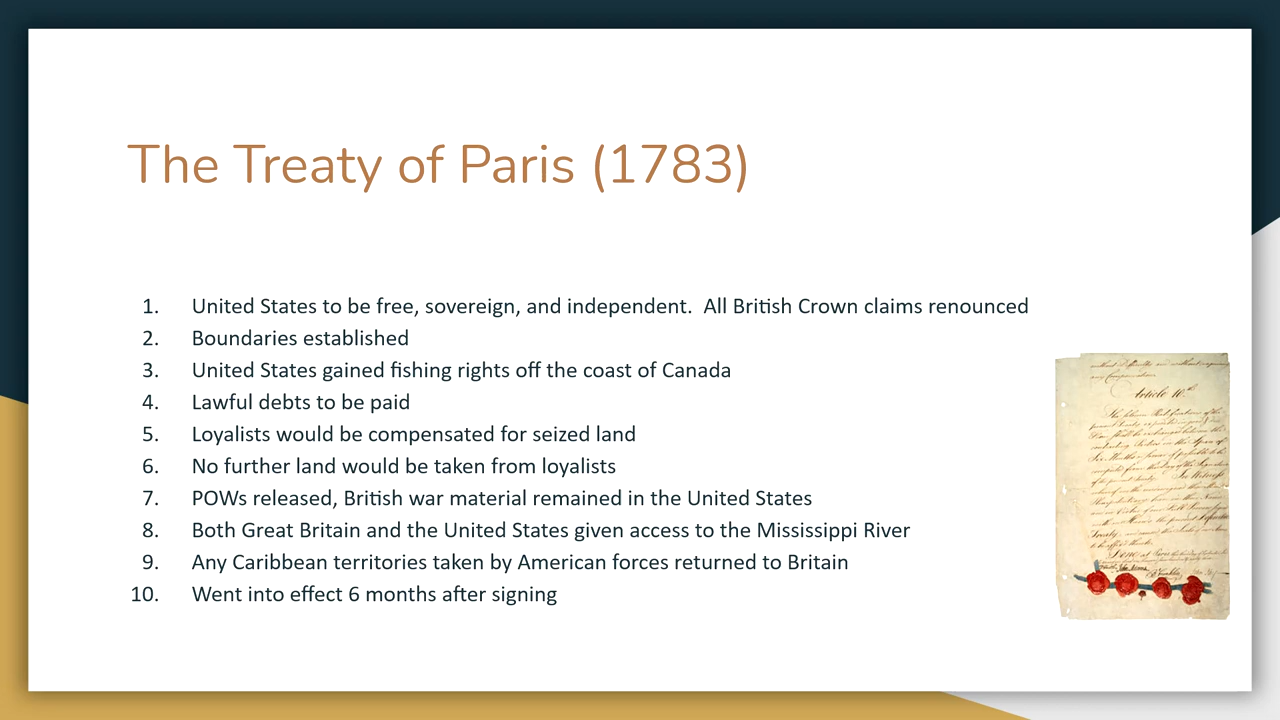 The Treaty of Paris (1783)
1. United States to be free, sovereign, and independent.  All British Crown claims renounced
2. Boundaries established
3. United States gained fishing rights off the coast of Canada
4. Lawful debts to be paid
5. Loyalists would be compensated for seized land
6. No further land would be taken from loyalists
7. POWs released, British war material remained in the United States
8. Both Great Britain and the United States given access to the Mississippi River
9. Any Caribbean territories taken by American forces returned to Britain
10. Went into effect 6 months after signing
Article 10th